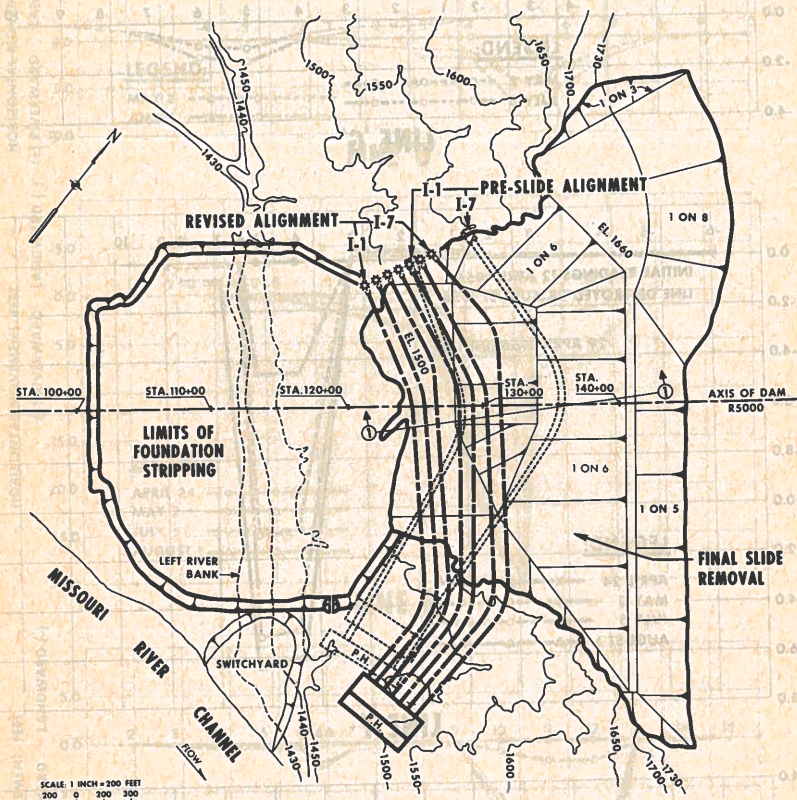 1450
1440
1430
1500
1550
1600
1650
1700
1730
1 ON 3
I-1
PRE-SLIDE ALIGNMENT
I-7
REVISED ALIGNMENT
I-7
I-1
1 ON 8
EL. 1660
1 ON 6
EL. 1500
STA. 100+00
STA. 110+00
STA. 120+00
STA.
130+00
STA.
140+00
1
AXIS OF DAM
R5000
1
LIMITS OF
FOUNDATION
STRIPPING
1 ON 6
1 ON 5
LEFT RIVER
BANK
FINAL SLIDE
REMOVAL
MISSOURI
RIVER
CHANNEL
SWITCHYARD
P.H.
P.H.
FLOW
1430
1440
1450
1500
1550
1600
1650
1700
1730
SCALE: 1 INCH = 200 FEET
200 0 200 300